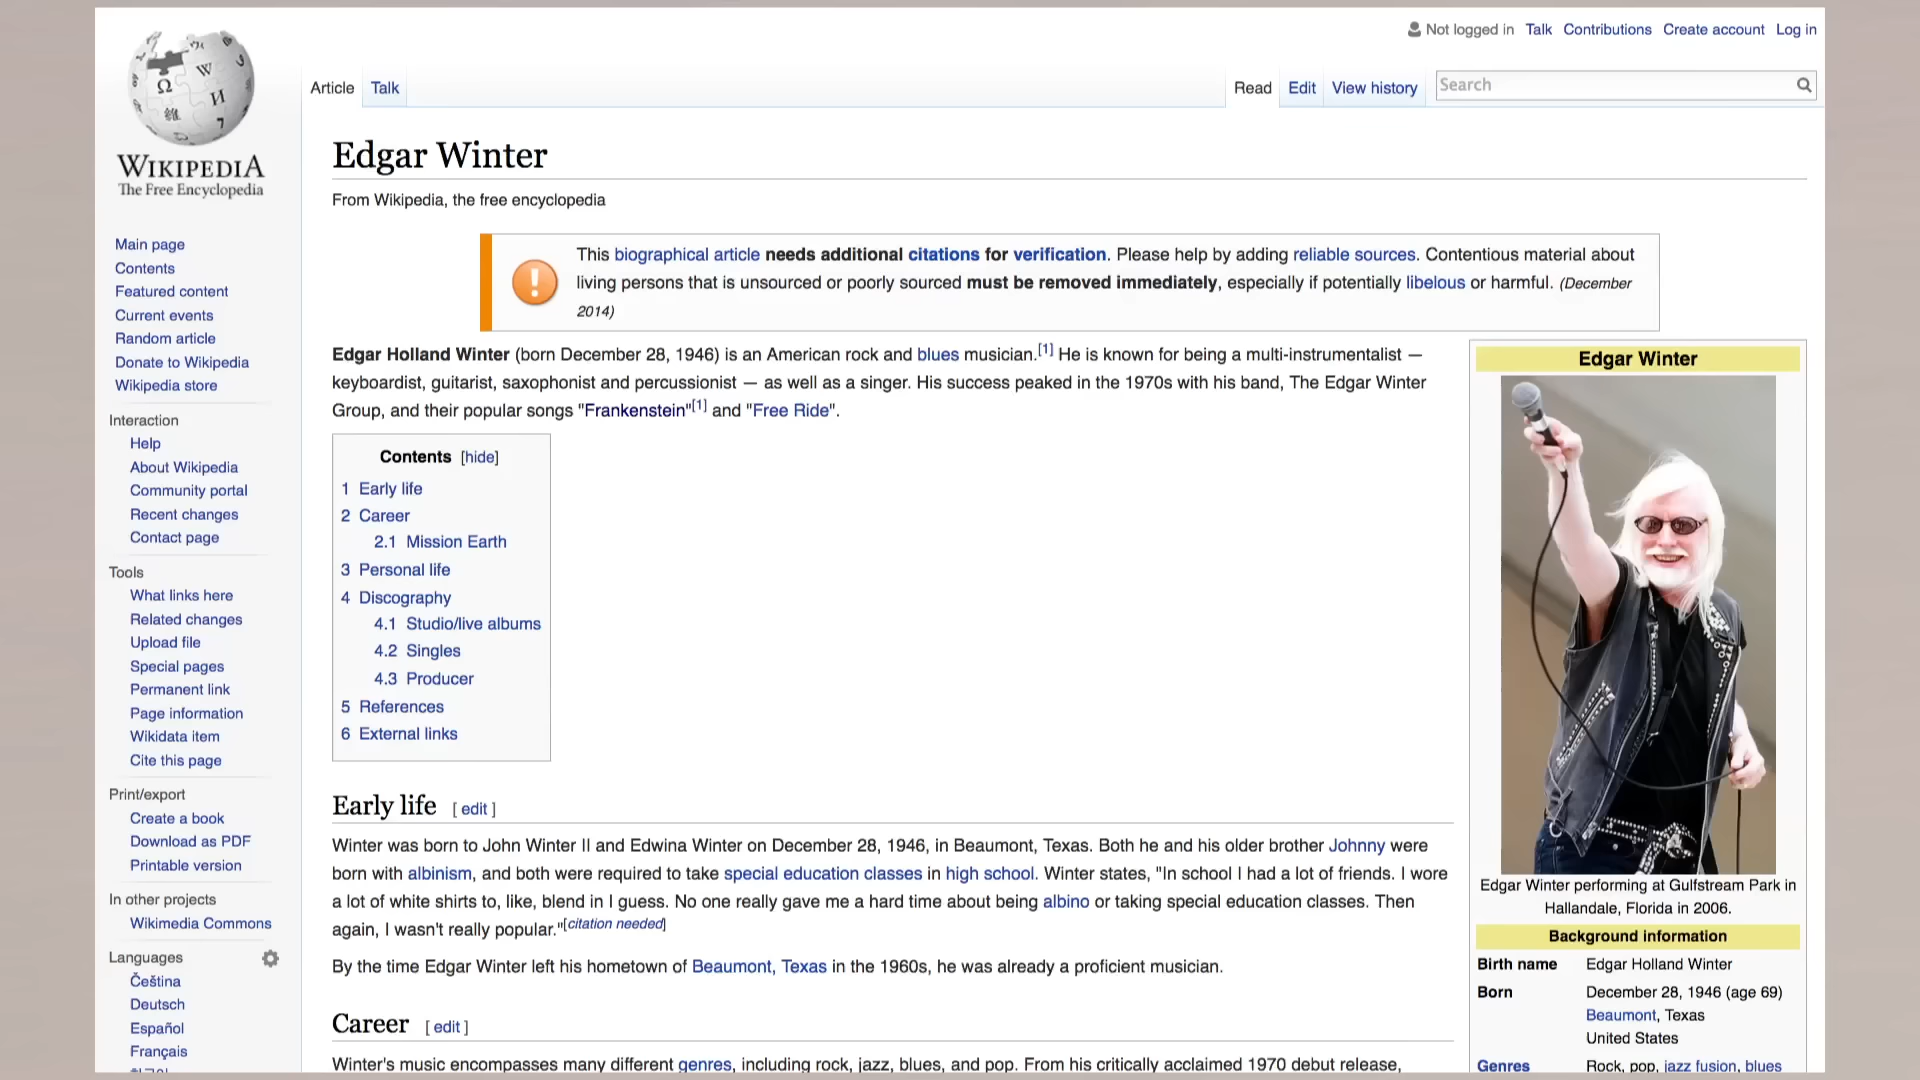 Not logged in Talk Contributions Create account Log in
Article Talk Read Edit View history Search
WIKIPEDIA
The Free Encyclopedia
Main page
Contents
Featured content
Current events
Random article
Donate to Wikipedia
Wikipedia store
Interaction
Help
About Wikipedia
Community portal
Recent changes
Contact page
Tools
What links here
Related changes
Upload file
Special pages
Permanent link
Page information
Wikidata item
Cite this page
Print/export
Create a book
Download as PDF
Printable version
In other projects
Wikimedia Commons
Languages
Čeština
Deutsch
Español
Français
Edgar Winter
From Wikipedia, the free encyclopedia
This biographical article needs additional citations for verification. Please help by adding reliable sources. Contentious material about
living persons that is unsourced or poorly sourced must be removed immediately, especially if potentially libelous or harmful. (December
2014)
Edgar Holland Winter (born December 28, 1946) is an American rock and blues musician.[1] He is known for being a multi-instrumentalist —
keyboardist, guitarist, saxophonist and percussionist — as well as a singer. His success peaked in the 1970s with his band, The Edgar Winter
Group, and their popular songs "Frankenstein"[1] and "Free Ride".
Contents [hide]
1 Early life
2 Career
2.1 Mission Earth
3 Personal life
4 Discography
4.1 Studio/live albums
4.2 Singles
4.3 Producer
5 References
6 External links
Early life [ edit ]
Winter was born to John Winter II and Edwina Winter on December 28, 1946, in Beaumont, Texas. Both he and his older brother Johnny were
born with albinism, and both were required to take special education classes in high school. Winter states, "In school I had a lot of friends. I wore
a lot of white shirts to, like, blend in I guess. No one really gave me a hard time about being albino or taking special education classes. Then
again, I wasn't really popular."[citation needed]
By the time Edgar Winter left his hometown of Beaumont, Texas in the 1960s, he was already a proficient musician.
Career [ edit ]
Winter's music encompasses many different genres, including rock, jazz, blues, and pop. From his critically acclaimed 1970 debut release,
Edgar Winter
Edgar Winter performing at Gulfstream Park in
Hallandale, Florida in 2006.
Background information
Birth name Edgar Holland Winter
Born December 28, 1946 (age 69)
Beaumont, Texas
United States
Genres Rock, pop, jazz fusion, blues